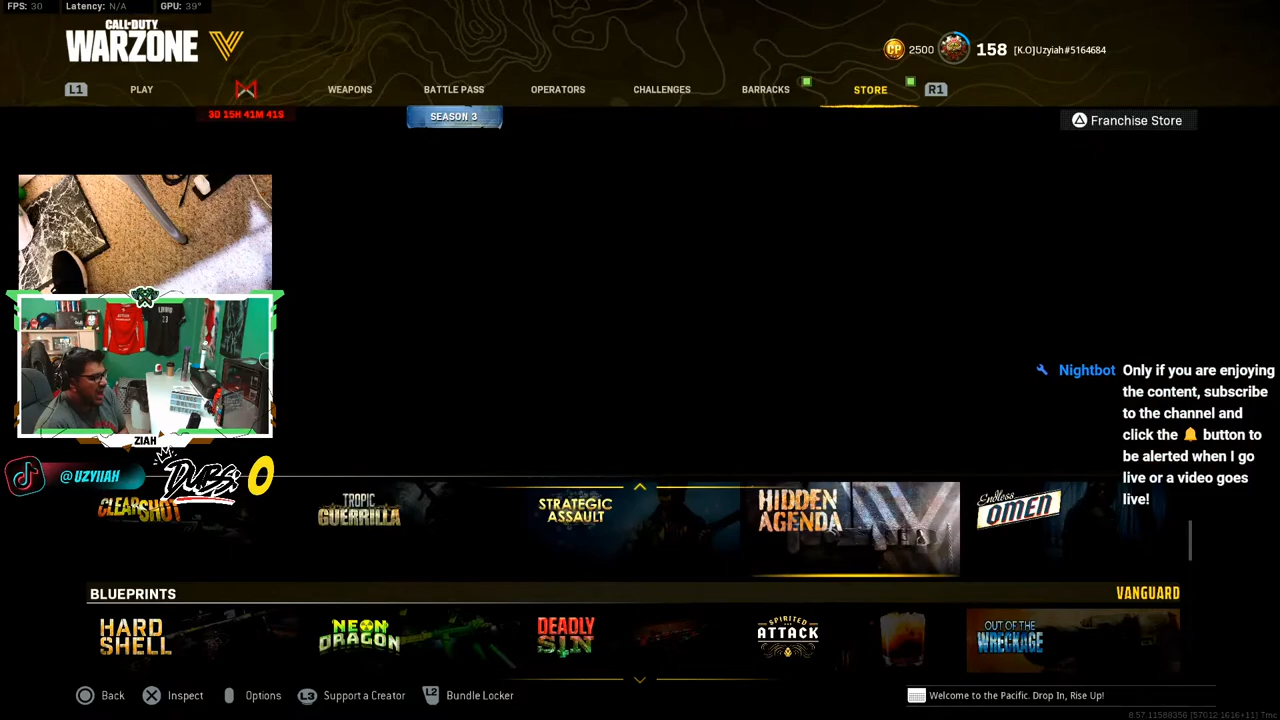 FPS: 30 Latency: N/A GPU: 39°
CALL OF DUTY
WARZONE
CP 2500 158 [K.O]Uzyiah#5164684
L1 PLAY WEAPONS BATTLE PASS OPERATORS CHALLENGES BARRACKS STORE R1
3D 15H 41M 41S
SEASON 3
Franchise Store
Nightbot Only if you are enjoying
the content, subscribe
to the channel and
click the 🔔 button to
be alerted when I go
live or a video goes
live!
ZIAH
@UZYIIAH DUBS: 0
CLEAR SHOT
TROPIC
GUERRILLA
STRATEGIC
ASSAULT
HIDDEN
AGENDA
Endless
OMEN
BLUEPRINTS VANGUARD
HARD
SHELL
NEON
DRAGON
DEADLY
SIN
SPIRITED
ATTACK
OUT OF THE
WRECKAGE
Back Inspect Options L3 Support a Creator L2 Bundle Locker
Welcome to the Pacific. Drop In, Rise Up!